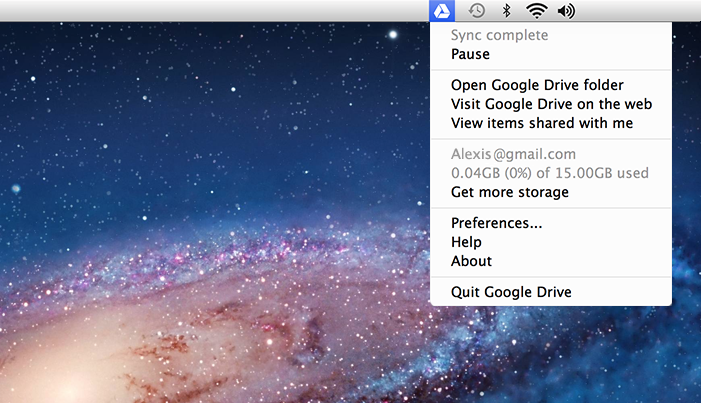 Sync complete
Pause
Open Google Drive folder
Visit Google Drive on the web
View items shared with me
Alexis@gmail.com
0.04GB (0%) of 15.00GB used
Get more storage
Preferences...
Help
About
Quit Google Drive